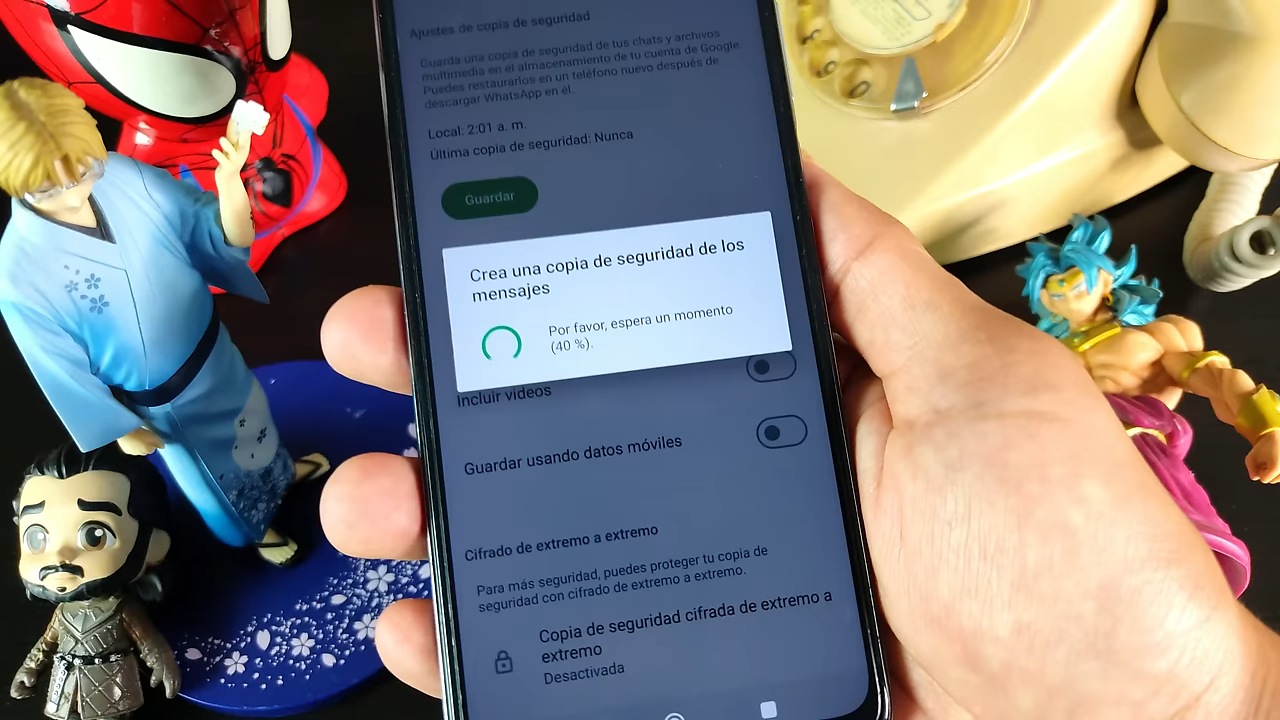 Ajustes de copia de seguridad
Guarda una copia de seguridad de tus chats y archivos
multimedia en el almacenamiento de tu cuenta de Google.
Puedes restaurarlos en un teléfono nuevo después de
descargar WhatsApp en él.
Local: 2:01 a. m.
Última copia de seguridad: Nunca
Guardar
Crea una copia de seguridad de los
mensajes
Por favor, espera un momento
(40 %).
Incluir videos
Guardar usando datos móviles
Cifrado de extremo a extremo
Para más seguridad, puedes proteger tu copia de
seguridad con cifrado de extremo a extremo.
Copia de seguridad cifrada de extremo a
extremo
Desactivada